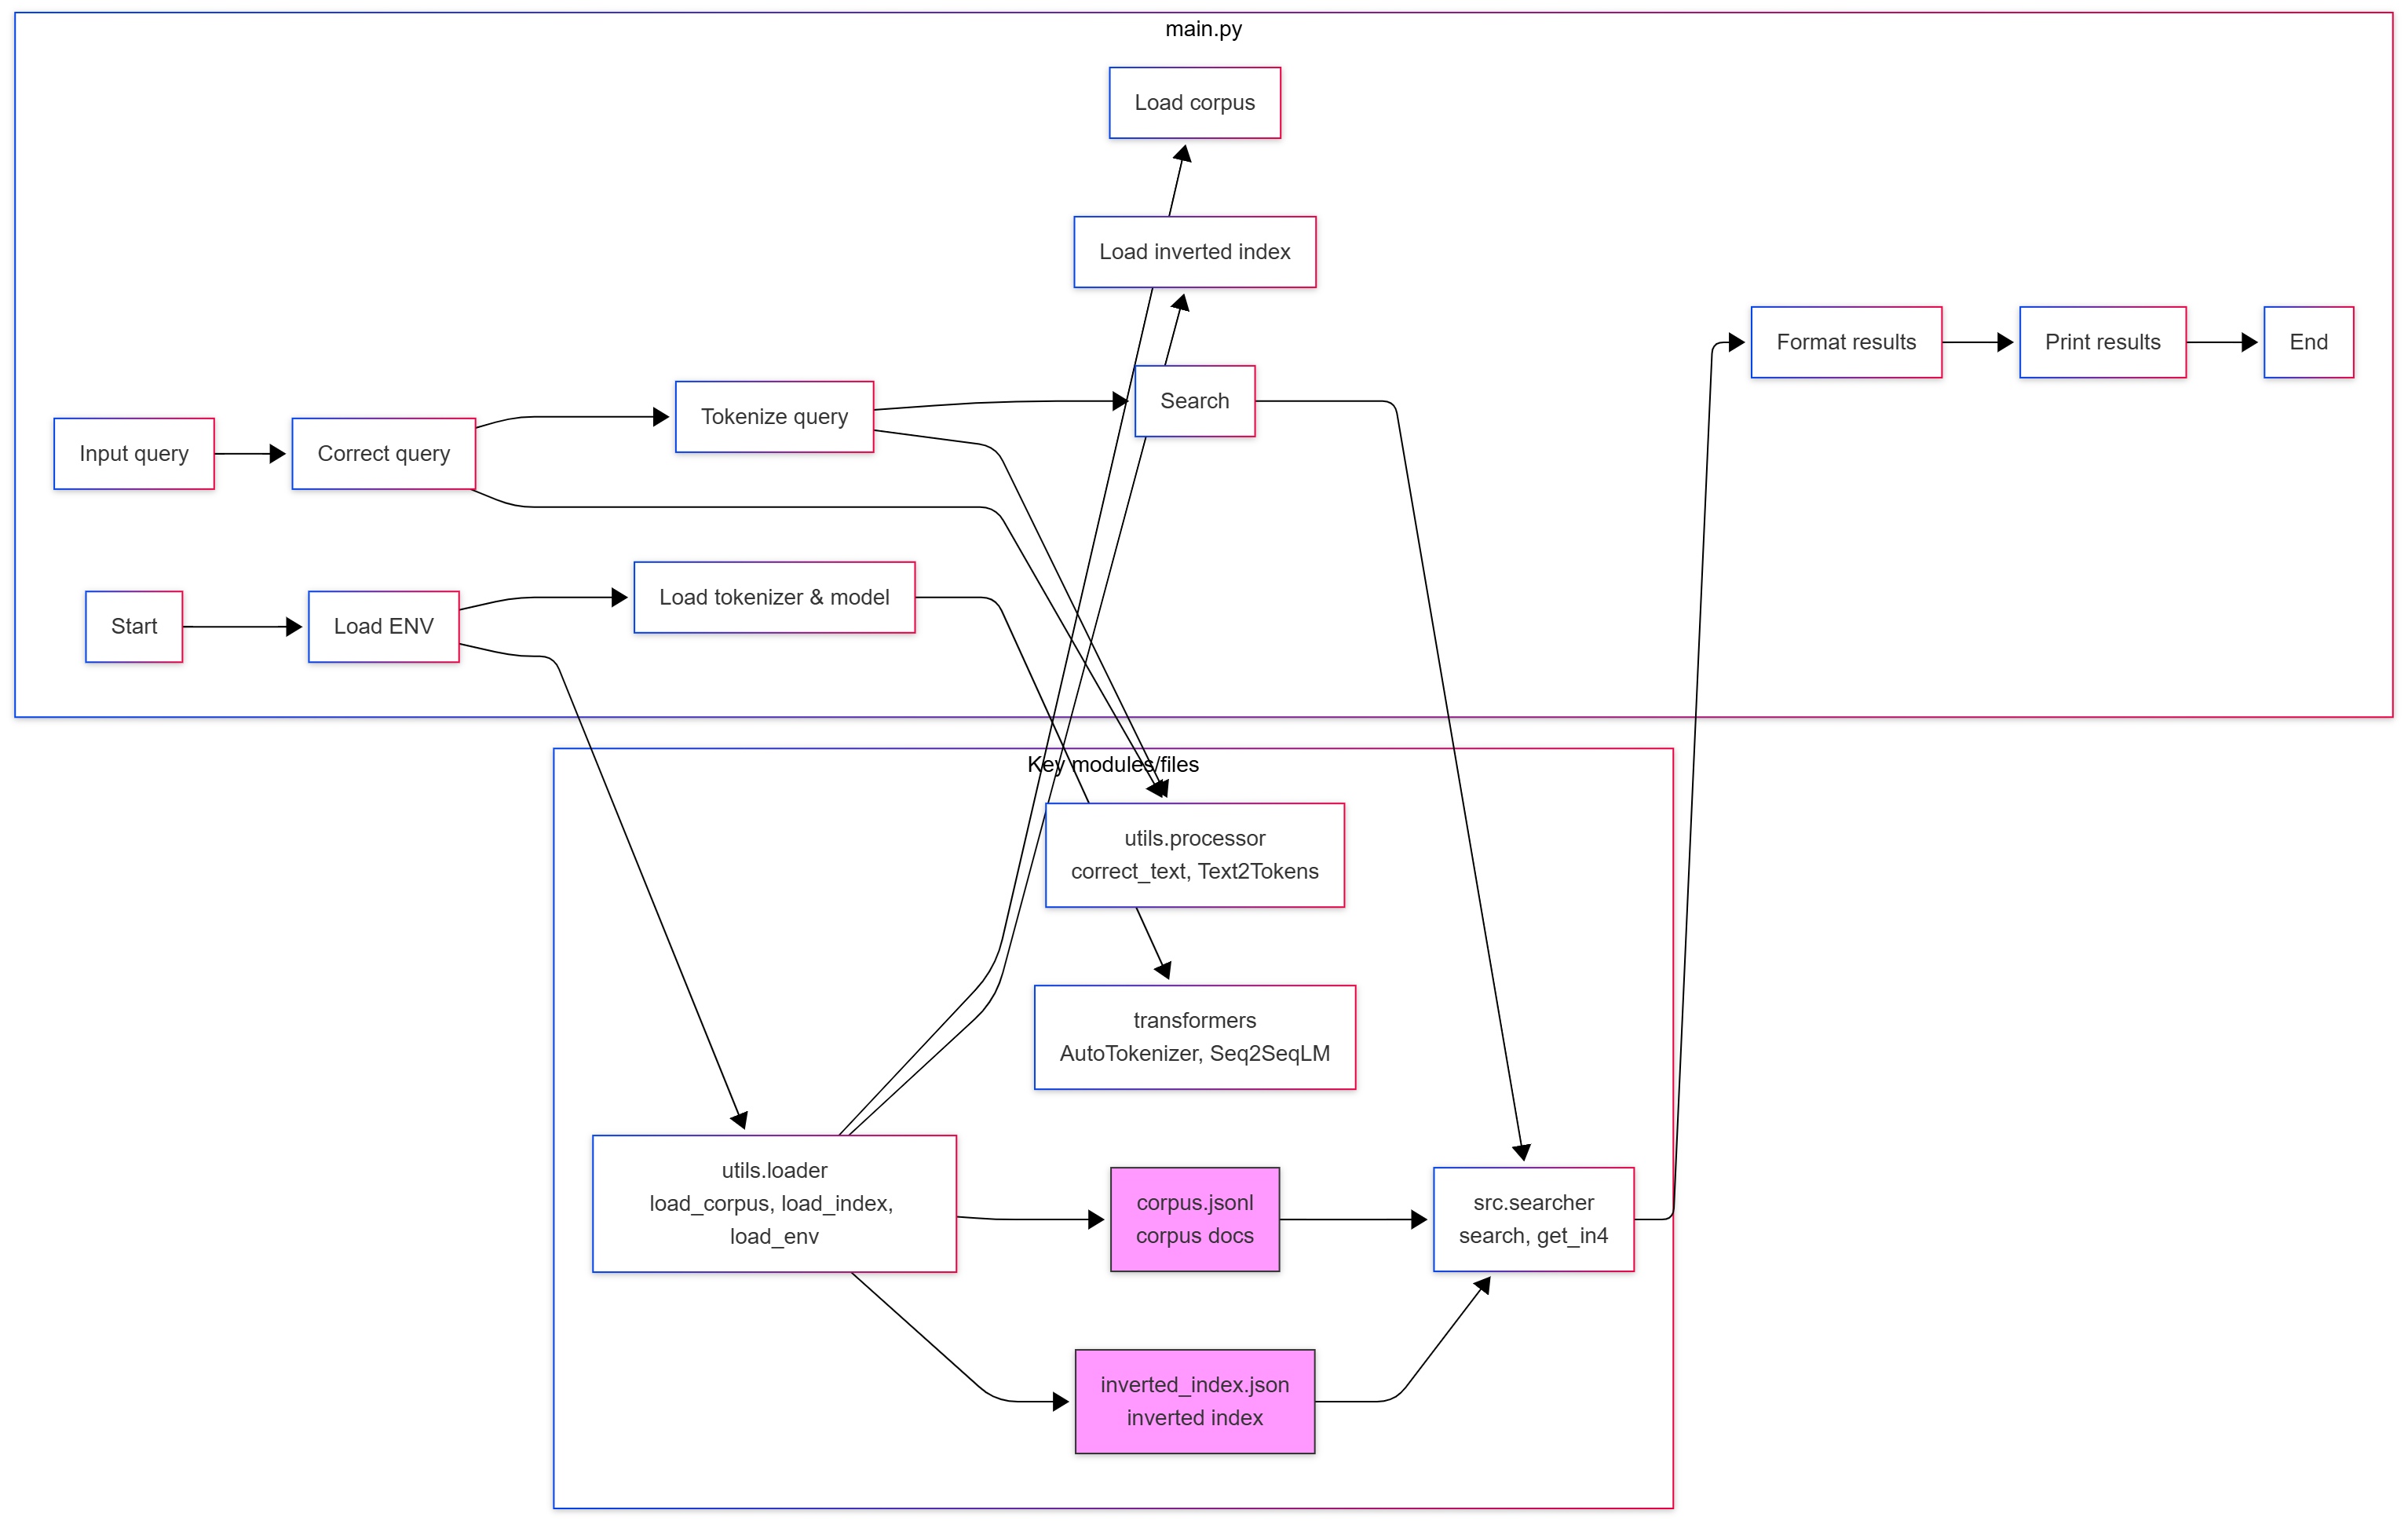 main.py
Load corpus
Load inverted index
Format results
Print results
End
Search
Tokenize query
Input query
Correct query
Load tokenizer & model
Start
Load ENV
Key modules/files
utils.processor
correct_text, Text2Tokens
transformers
AutoTokenizer, Seq2SeqLM
utils.loader
load_corpus, load_index,
load_env
corpus.jsonl
corpus docs
src.searcher
search, get_in4
inverted_index.json
inverted index